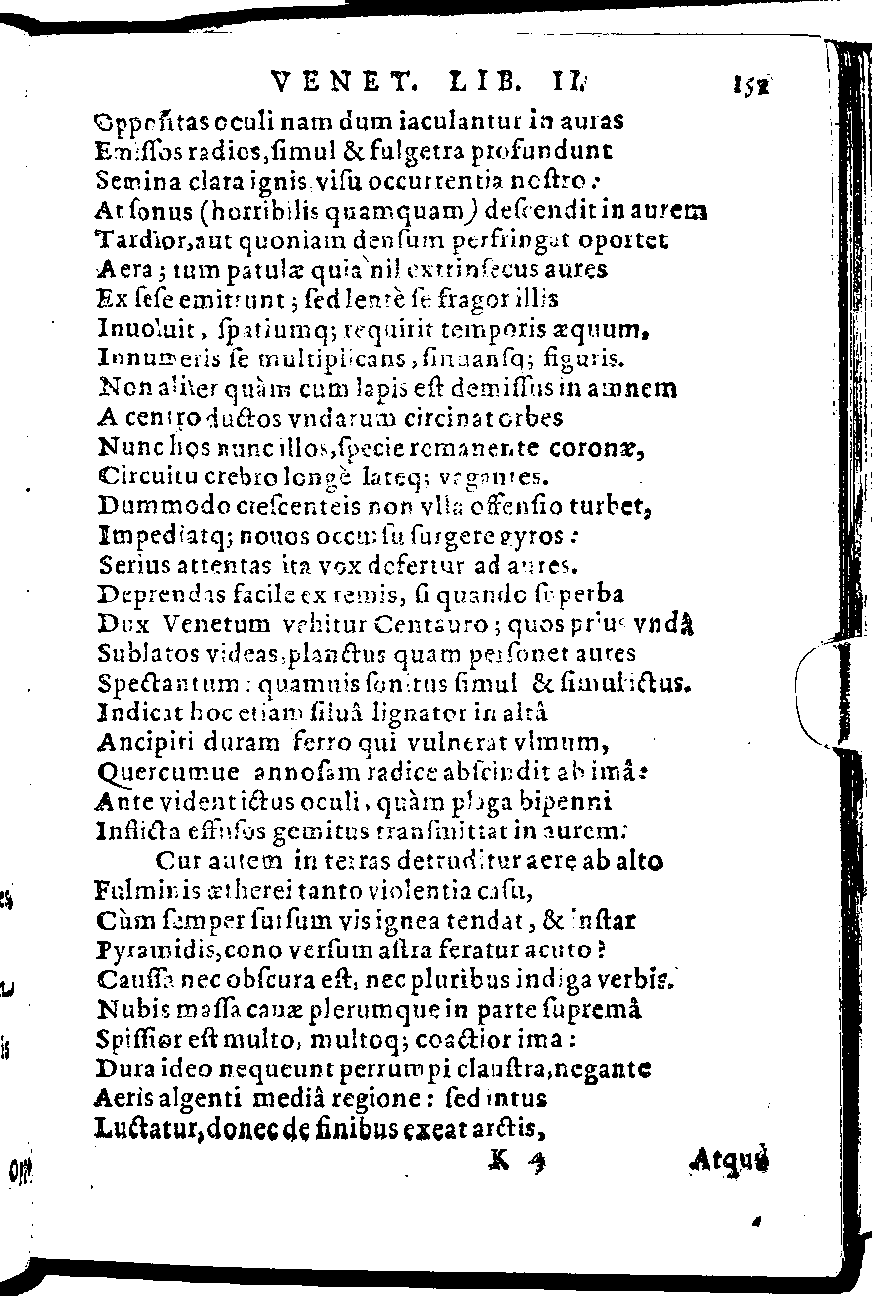 VENET. LIB. II. 152
Oppoſitas oculi nam dum iaculantur in auras
Emiſſos radios, ſimul & fulgetra profundunt
Semina clara ignis viſu occurrentia noſtro:
At ſonus (horribilis quamquam) deſcendit in aurem
Tardior, aut quoniam denſum perfringat oportet
Aera; tum patulæ quia nil extrinſecus aures
Ex ſeſe emittunt; ſed lentè ſe fragor illis
Inuoluit, ſpatiumq; requirit temporis æquum,
Innumeris ſe multiplicans, ſinuanſq; figuris.
Non aliter quàm cum lapis eſt demiſſus in amnem
A centro ductos vndarum circinat orbes
Nunc hos nunc illos, ſpecie remanente coronæ,
Circuitu crebro longè lateq; vagantes.
Dummodo creſcenteis non vlla offenſio turbet,
Impediatq; nouos occurſu ſurgere gyros:
Serius attentas ita vox defertur ad aures.
Deprendas facile ex remis, ſi quando ſuperba
Dux Venetum vehitur Centauro; quos prius vndâ
Sublatos videas, planctus quam perſonet aures
Spectantum: quamuis ſonitus ſimul & ſimul ictus.
Indicat hoc etiam ſiluâ lignator in altâ
Ancipiti duram ferro qui vulnerat vlmum,
Quercumue annoſam radice abſcindit ab imâ:
Ante vident ictus oculi, quàm plaga bipenni
Inflicta effuſos gemitus tranſmittat in aurem:
Cur autem in terras detruditur aere ab alto
Fulminis ætherei tanto violentia caſu,
Cùm ſemper ſurſum vis ignea tendat, & inſtar
Pyramidis, cono verſum aſtra feratur acuto?
Cauſſa nec obſcura eſt, nec pluribus indiga verbis.
Nubis maſſa cauæ plerumque in parte ſupremâ
Spiſſior eſt multo, multoq; coactior ima:
Dura ideo nequeunt perrumpi clauſtra, negante
Aeris algenti mediâ regione: ſed intus
Luctatur, donec de finibus exeat arctis,
K 4 Atque